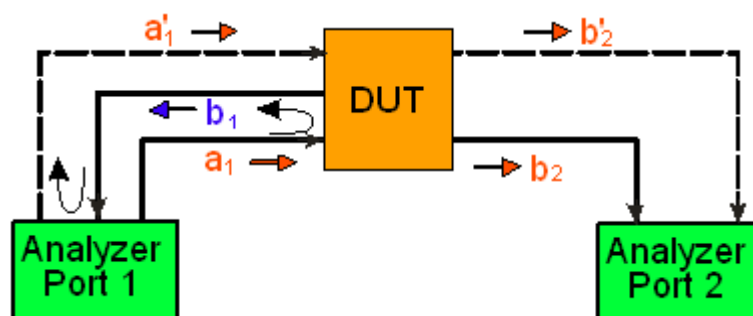 a'₁
b'₂
DUT
b₁
a₁
b₂
Analyzer
Port 1
Analyzer
Port 2